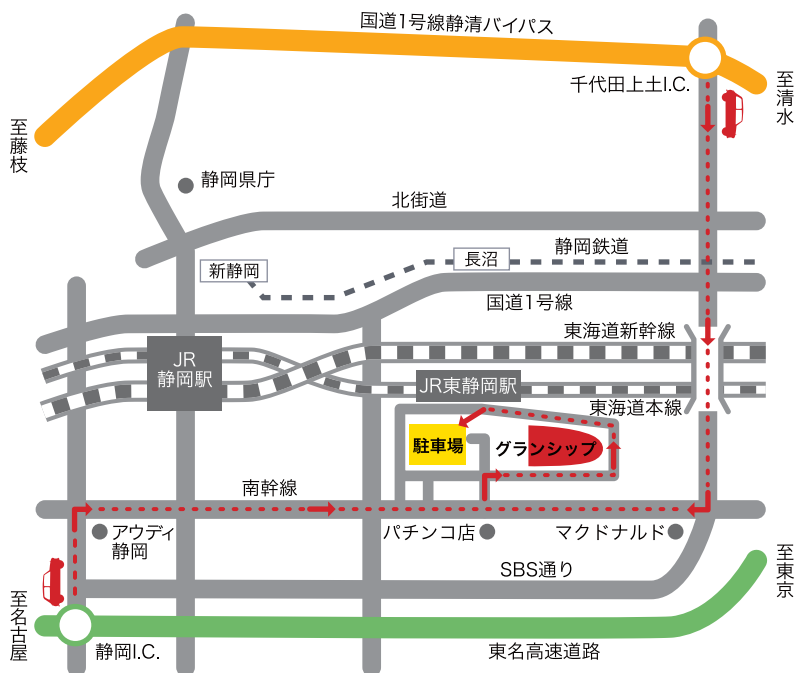 国道1号線静清バイパス
千代田上土I.C.
至清水
至藤枝
静岡県庁
北街道
静岡鉄道
新静岡
長沼
国道1号線
東海道新幹線
JR
静岡駅
JR東静岡駅
東海道本線
駐車場
グランシップ
南幹線
アウディ
静岡
パチンコ店
マクドナルド
SBS通り
至東京
至名古屋
静岡I.C.
東名高速道路